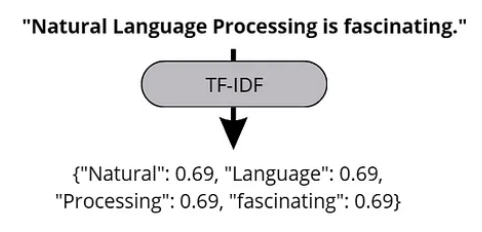 "Natural Language Processing is fascinating."
TF-IDF
{"Natural": 0.69, "Language": 0.69,
"Processing": 0.69, "fascinating": 0.69}